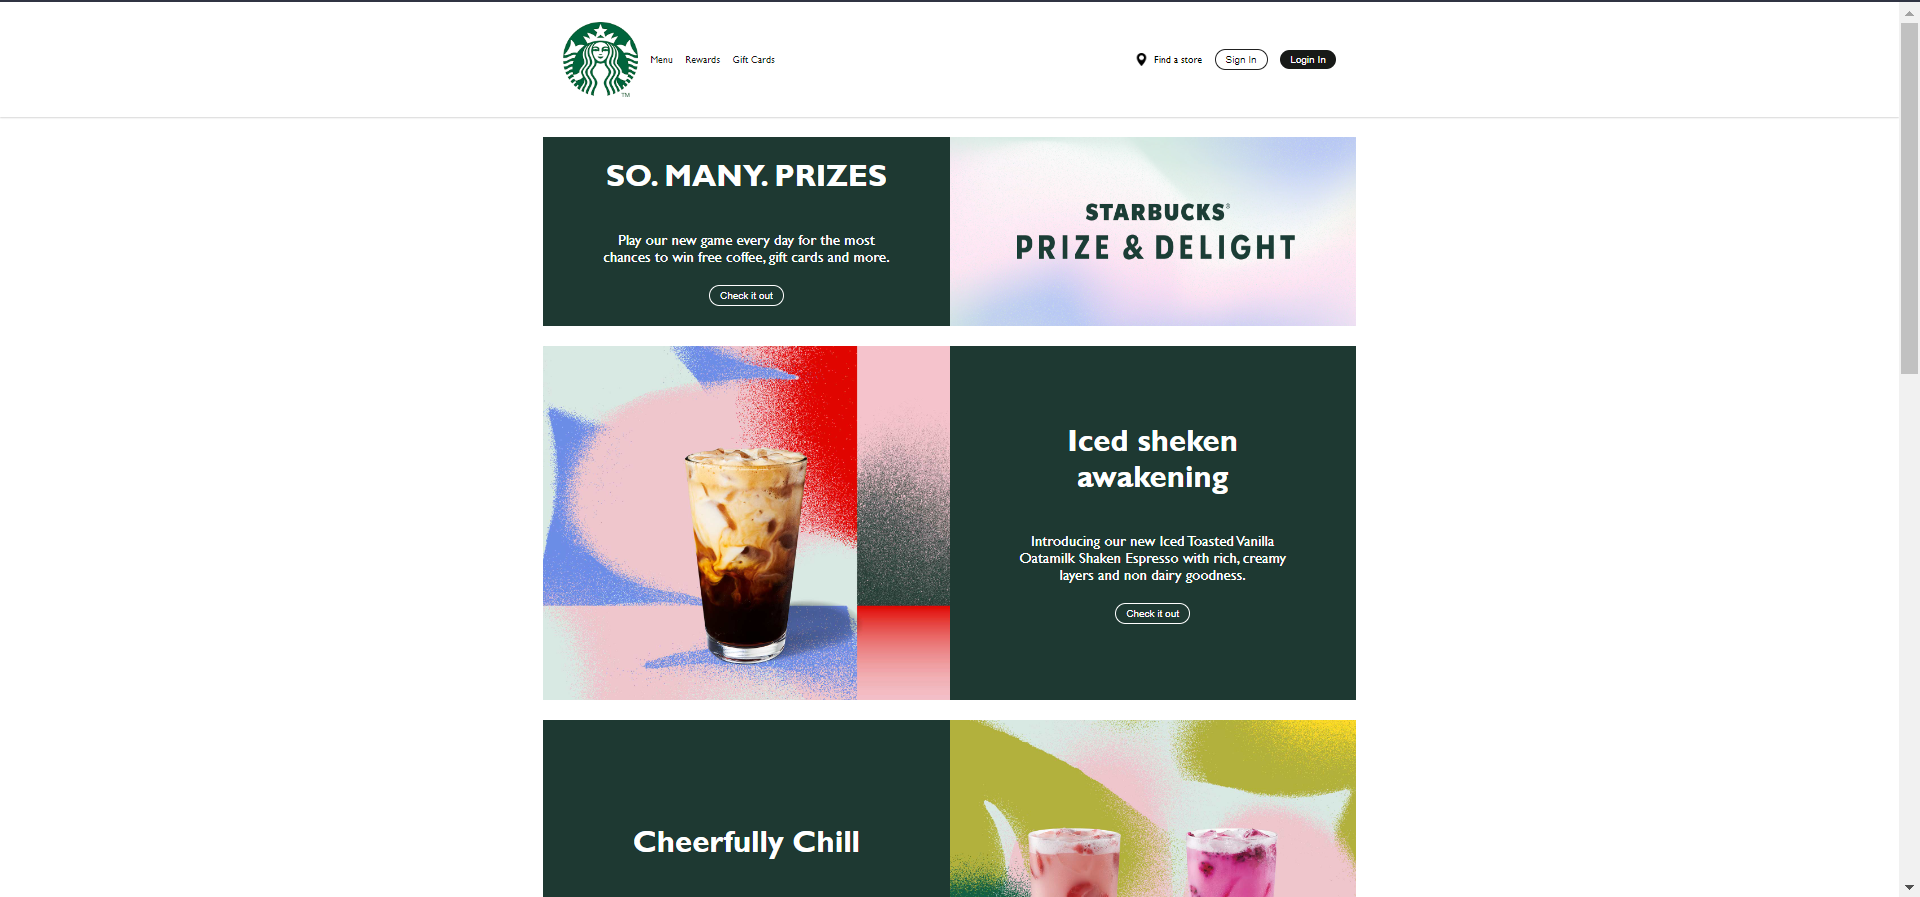 TM
Menu
Rewards
Gift Cards
Find a store
Sign In
Login In
SO. MANY. PRIZES
Play our new game every day for the most
chances to win free coffee, gift cards and more.
Check it out
STARBUCKS®
PRIZE & DELIGHT
Iced sheken
awakening
Introducing our new Iced Toasted Vanilla
Oatamilk Shaken Espresso with rich, creamy
layers and non dairy goodness.
Check it out
Cheerfully Chill